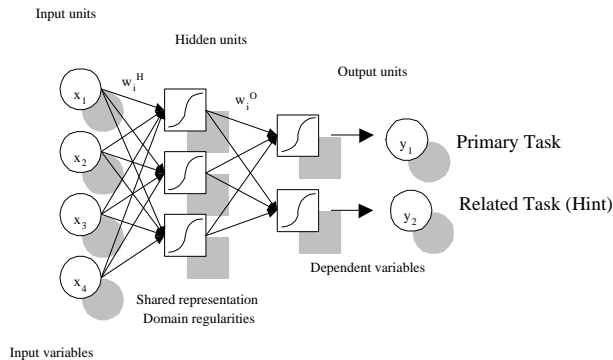 Input units
Hidden units
Output units
w_i^H
w_i^O
x_1
x_2
x_3
x_4
y_1
Primary Task
y_2
Related Task (Hint)
Dependent variables
Shared representation
Domain regularities
Input variables